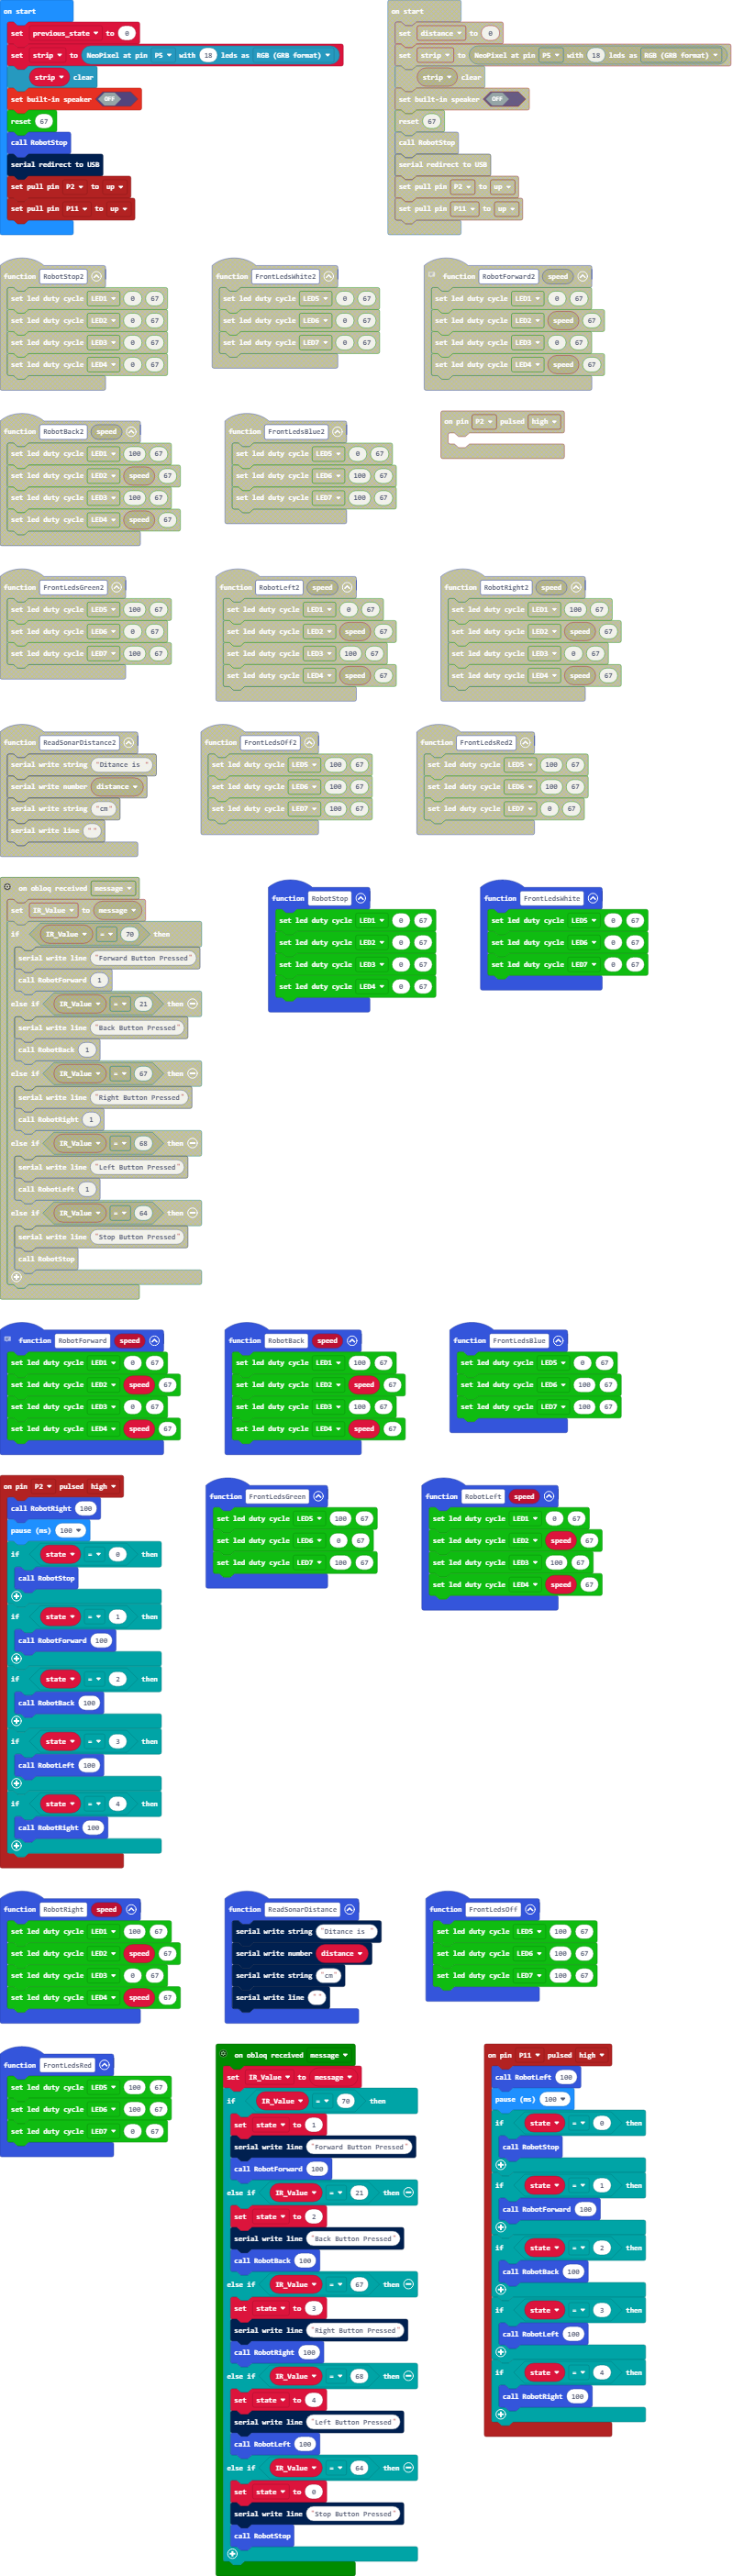 on start
set previous_state to 0
set strip to NeoPixel at pin P5 with 18 leds as RGB (GRB format)
strip clear
set built-in speaker OFF
reset 67
call RobotStop
serial redirect to USB
set pull pin P2 to up
set pull pin P11 to up
on start
set distance to 0
set strip to NeoPixel at pin P5 with 18 leds as RGB (GRB format)
strip clear
set built-in speaker OFF
reset 67
call RobotStop
serial redirect to USB
set pull pin P2 to up
set pull pin P11 to up
function RobotStop2
set led duty cycle LED1 0 67
set led duty cycle LED2 0 67
set led duty cycle LED3 0 67
set led duty cycle LED4 0 67
function FrontLedsWhite2
set led duty cycle LED5 0 67
set led duty cycle LED6 0 67
set led duty cycle LED7 0 67
function RobotForward2 speed
set led duty cycle LED1 0 67
set led duty cycle LED2 speed 67
set led duty cycle LED3 0 67
set led duty cycle LED4 speed 67
function RobotBack2 speed
set led duty cycle LED1 100 67
set led duty cycle LED2 speed 67
set led duty cycle LED3 100 67
set led duty cycle LED4 speed 67
function FrontLedsBlue2
set led duty cycle LED5 0 67
set led duty cycle LED6 100 67
set led duty cycle LED7 100 67
on pin P2 pulsed high
function FrontLedsGreen2
set led duty cycle LED5 100 67
set led duty cycle LED6 0 67
set led duty cycle LED7 100 67
function RobotLeft2 speed
set led duty cycle LED1 0 67
set led duty cycle LED2 speed 67
set led duty cycle LED3 100 67
set led duty cycle LED4 speed 67
function RobotRight2 speed
set led duty cycle LED1 100 67
set led duty cycle LED2 speed 67
set led duty cycle LED3 0 67
set led duty cycle LED4 speed 67
function ReadSonarDistance2
serial write string "Ditance is "
serial write number distance
serial write string "cm"
serial write line ""
function FrontLedsOff2
set led duty cycle LED5 100 67
set led duty cycle LED6 100 67
set led duty cycle LED7 100 67
function FrontLedsRed2
set led duty cycle LED5 100 67
set led duty cycle LED6 100 67
set led duty cycle LED7 0 67
on obloq received message
set IR_Value to message
if IR_Value = 70 then
serial write line "Forward Button Pressed"
call RobotForward 1
else if IR_Value = 21 then
serial write line "Back Button Pressed"
call RobotBack 1
else if IR_Value = 67 then
serial write line "Right Button Pressed"
call RobotRight 1
else if IR_Value = 68 then
serial write line "Left Button Pressed"
call RobotLeft 1
else if IR_Value = 64 then
serial write line "Stop Button Pressed"
call RobotStop
function RobotStop
set led duty cycle LED1 0 67
set led duty cycle LED2 0 67
set led duty cycle LED3 0 67
set led duty cycle LED4 0 67
function FrontLedsWhite
set led duty cycle LED5 0 67
set led duty cycle LED6 0 67
set led duty cycle LED7 0 67
function RobotForward speed
set led duty cycle LED1 0 67
set led duty cycle LED2 speed 67
set led duty cycle LED3 0 67
set led duty cycle LED4 speed 67
function RobotBack speed
set led duty cycle LED1 100 67
set led duty cycle LED2 speed 67
set led duty cycle LED3 100 67
set led duty cycle LED4 speed 67
function FrontLedsBlue
set led duty cycle LED5 0 67
set led duty cycle LED6 100 67
set led duty cycle LED7 100 67
on pin P2 pulsed high
call RobotRight 100
pause (ms) 100
if state = 0 then
call RobotStop
if state = 1 then
call RobotForward 100
if state = 2 then
call RobotBack 100
if state = 3 then
call RobotLeft 100
if state = 4 then
call RobotRight 100
function FrontLedsGreen
set led duty cycle LED5 100 67
set led duty cycle LED6 0 67
set led duty cycle LED7 100 67
function RobotLeft speed
set led duty cycle LED1 0 67
set led duty cycle LED2 speed 67
set led duty cycle LED3 100 67
set led duty cycle LED4 speed 67
function RobotRight speed
set led duty cycle LED1 100 67
set led duty cycle LED2 speed 67
set led duty cycle LED3 0 67
set led duty cycle LED4 speed 67
function ReadSonarDistance
serial write string "Ditance is "
serial write number distance
serial write string "cm"
serial write line ""
function FrontLedsOff
set led duty cycle LED5 100 67
set led duty cycle LED6 100 67
set led duty cycle LED7 100 67
function FrontLedsRed
set led duty cycle LED5 100 67
set led duty cycle LED6 100 67
set led duty cycle LED7 0 67
on obloq received message
set IR_Value to message
if IR_Value = 70 then
set state to 1
serial write line "Forward Button Pressed"
call RobotForward 100
else if IR_Value = 21 then
set state to 2
serial write line "Back Button Pressed"
call RobotBack 100
else if IR_Value = 67 then
set state to 3
serial write line "Right Button Pressed"
call RobotRight 100
else if IR_Value = 68 then
set state to 4
serial write line "Left Button Pressed"
call RobotLeft 100
else if IR_Value = 64 then
set state to 0
serial write line "Stop Button Pressed"
call RobotStop
on pin P11 pulsed high
call RobotLeft 100
pause (ms) 100
if state = 0 then
call RobotStop
if state = 1 then
call RobotForward 100
if state = 2 then
call RobotBack 100
if state = 3 then
call RobotLeft 100
if state = 4 then
call RobotRight 100